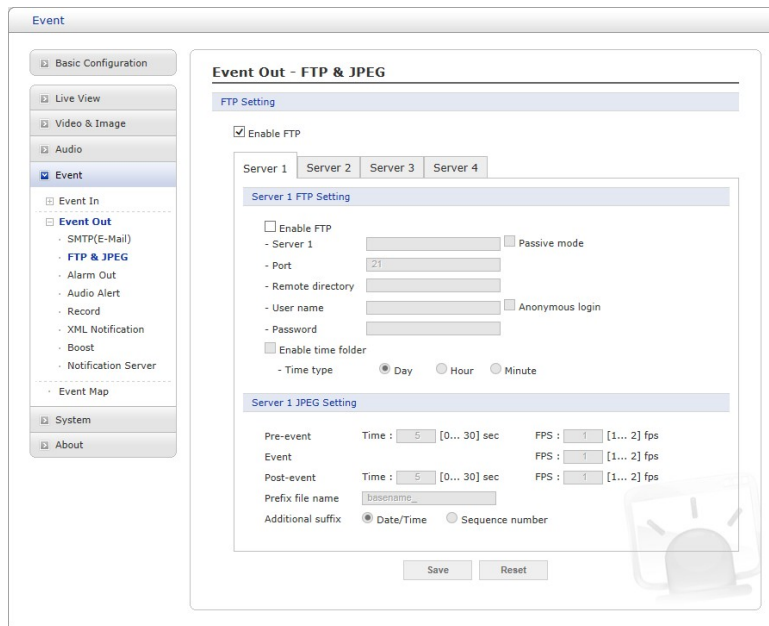 Event
Basic Configuration
Live View
Video & Image
Audio
Event
Event In
Event Out
SMTP(E-Mail)
FTP & JPEG
Alarm Out
Audio Alert
Record
XML Notification
Boost
Notification Server
Event Map
System
About
Event Out - FTP & JPEG
FTP Setting
Enable FTP
Server 1 Server 2 Server 3 Server 4
Server 1 FTP Setting
Enable FTP
- Server 1 Passive mode
- Port 21
- Remote directory
- User name Anonymous login
- Password
Enable time folder
- Time type Day Hour Minute
Server 1 JPEG Setting
Pre-event Time : 5 [0... 30] sec FPS : 1 [1... 2] fps
Event FPS : 1 [1... 2] fps
Post-event Time : 5 [0... 30] sec FPS : 1 [1... 2] fps
Prefix file name basename_
Additional suffix Date/Time Sequence number
Save Reset